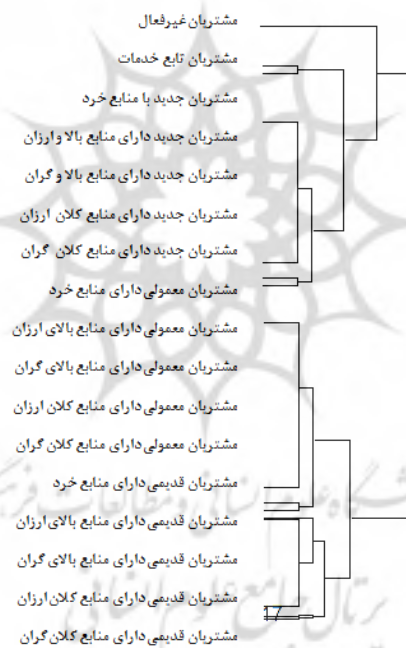 مشتریان غیرفعال
مشتریان تابع خدمات
مشتریان جدید با منابع خرد
مشتریان جدید دارای منابع بالا و ارزان
مشتریان جدید دارای منابع بالا و گران
مشتریان جدید دارای منابع کلان ارزان
مشتریان جدید دارای منابع کلان گران
مشتریان معمولی دارای منابع خرد
مشتریان معمولی دارای منابع بالای ارزان
مشتریان معمولی دارای منابع بالای گران
مشتریان معمولی دارای منابع کلان ارزان
مشتریان معمولی دارای منابع کلان گران
مشتریان قدیمی دارای منابع خرد
مشتریان قدیمی دارای منابع بالای ارزان
مشتریان قدیمی دارای منابع بالای گران
مشتریان قدیمی دارای منابع کلان ارزان
مشتریان قدیمی دارای منابع کلان گران
پرتال جامع علوم انسانی